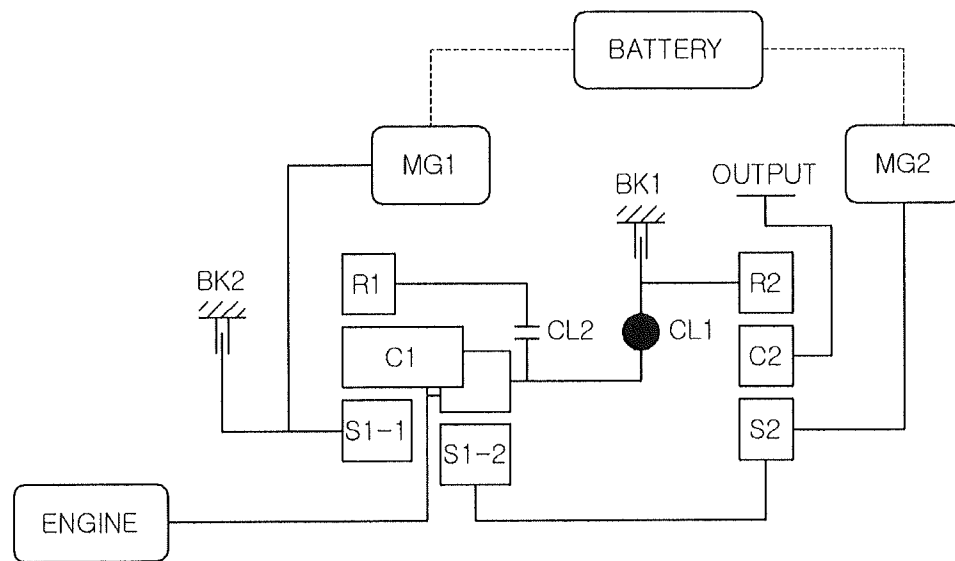 BATTERY
MG1
MG2
OUTPUT
BK1
BK2
R1
R2
CL2
CL1
C1
C2
S1-1
S1-2
S2
ENGINE